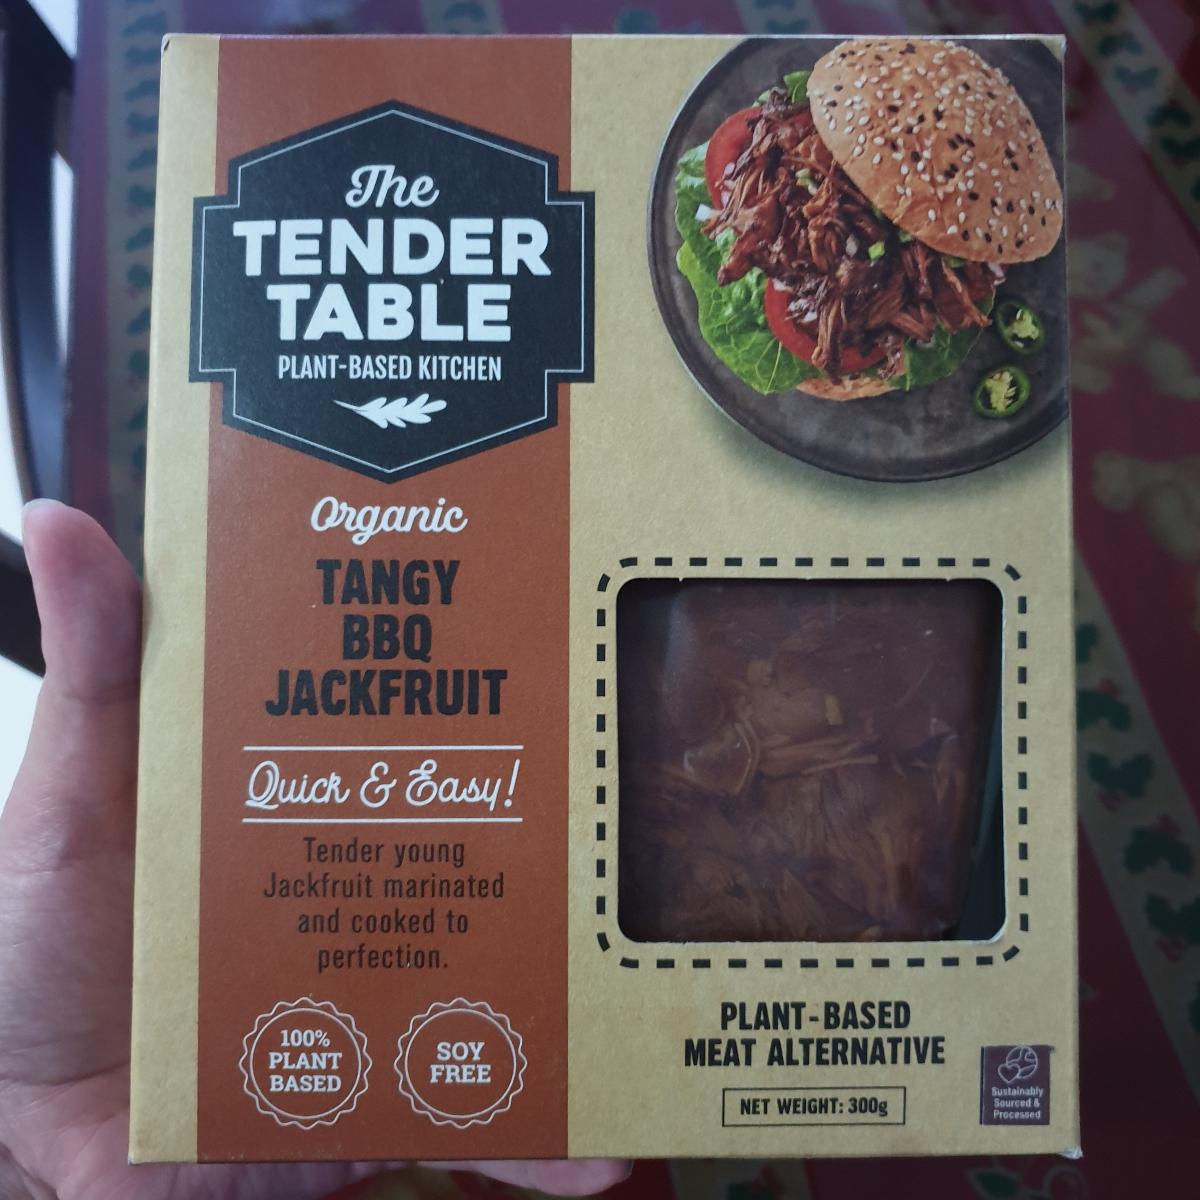 The
TENDER
TABLE
PLANT-BASED KITCHEN
Organic
TANGY
BBQ
JACKFRUIT
Quick & Easy!
Tender young
Jackfruit marinated
and cooked to
perfection.
100%
PLANT
BASED
SOY
FREE
PLANT-BASED
MEAT ALTERNATIVE
NET WEIGHT: 300g
Sustainably
Sourced &
Processed